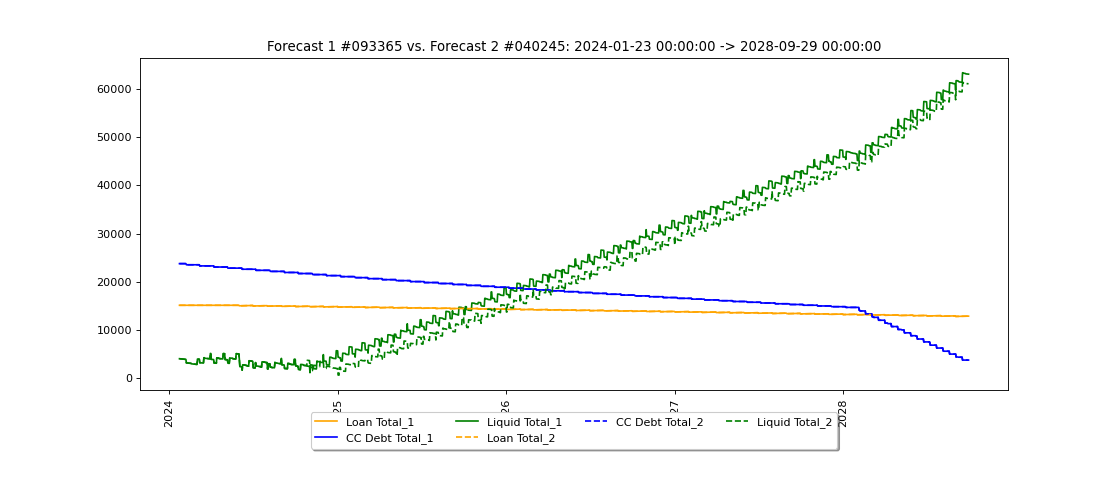 Forecast 1 #093365 vs. Forecast 2 #040245: 2024-01-23 00:00:00 -> 2028-09-29 00:00:00
60000
50000
40000
30000
20000
10000
0
2024
25
26
27
2028
Loan Total_1
Liquid Total_1
CC Debt Total_2
Liquid Total_2
CC Debt Total_1
Loan Total_2